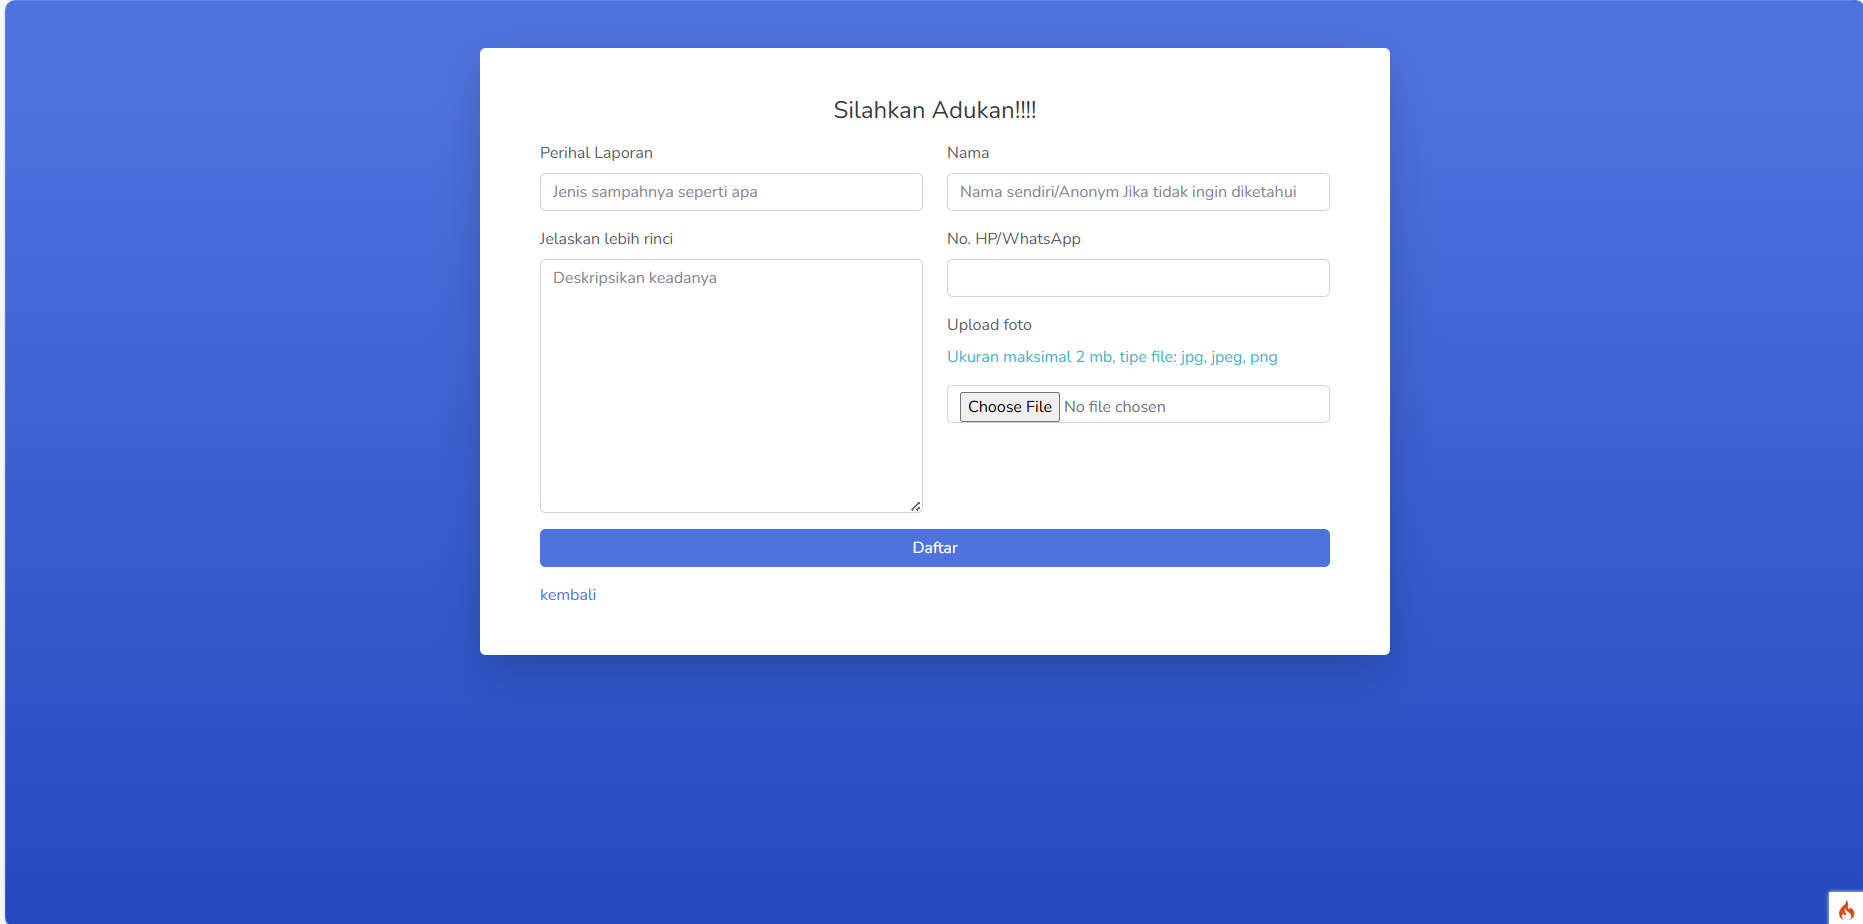 Silahkan Adukan!!!!
Perihal Laporan
Jenis sampahnya seperti apa
Jelaskan lebih rinci
Deskripsikan keadanya
Nama
Nama sendiri/Anonym Jika tidak ingin diketahui
No. HP/WhatsApp
Upload foto
Ukuran maksimal 2 mb, tipe file: jpg, jpeg, png
Choose File No file chosen
Daftar
kembali